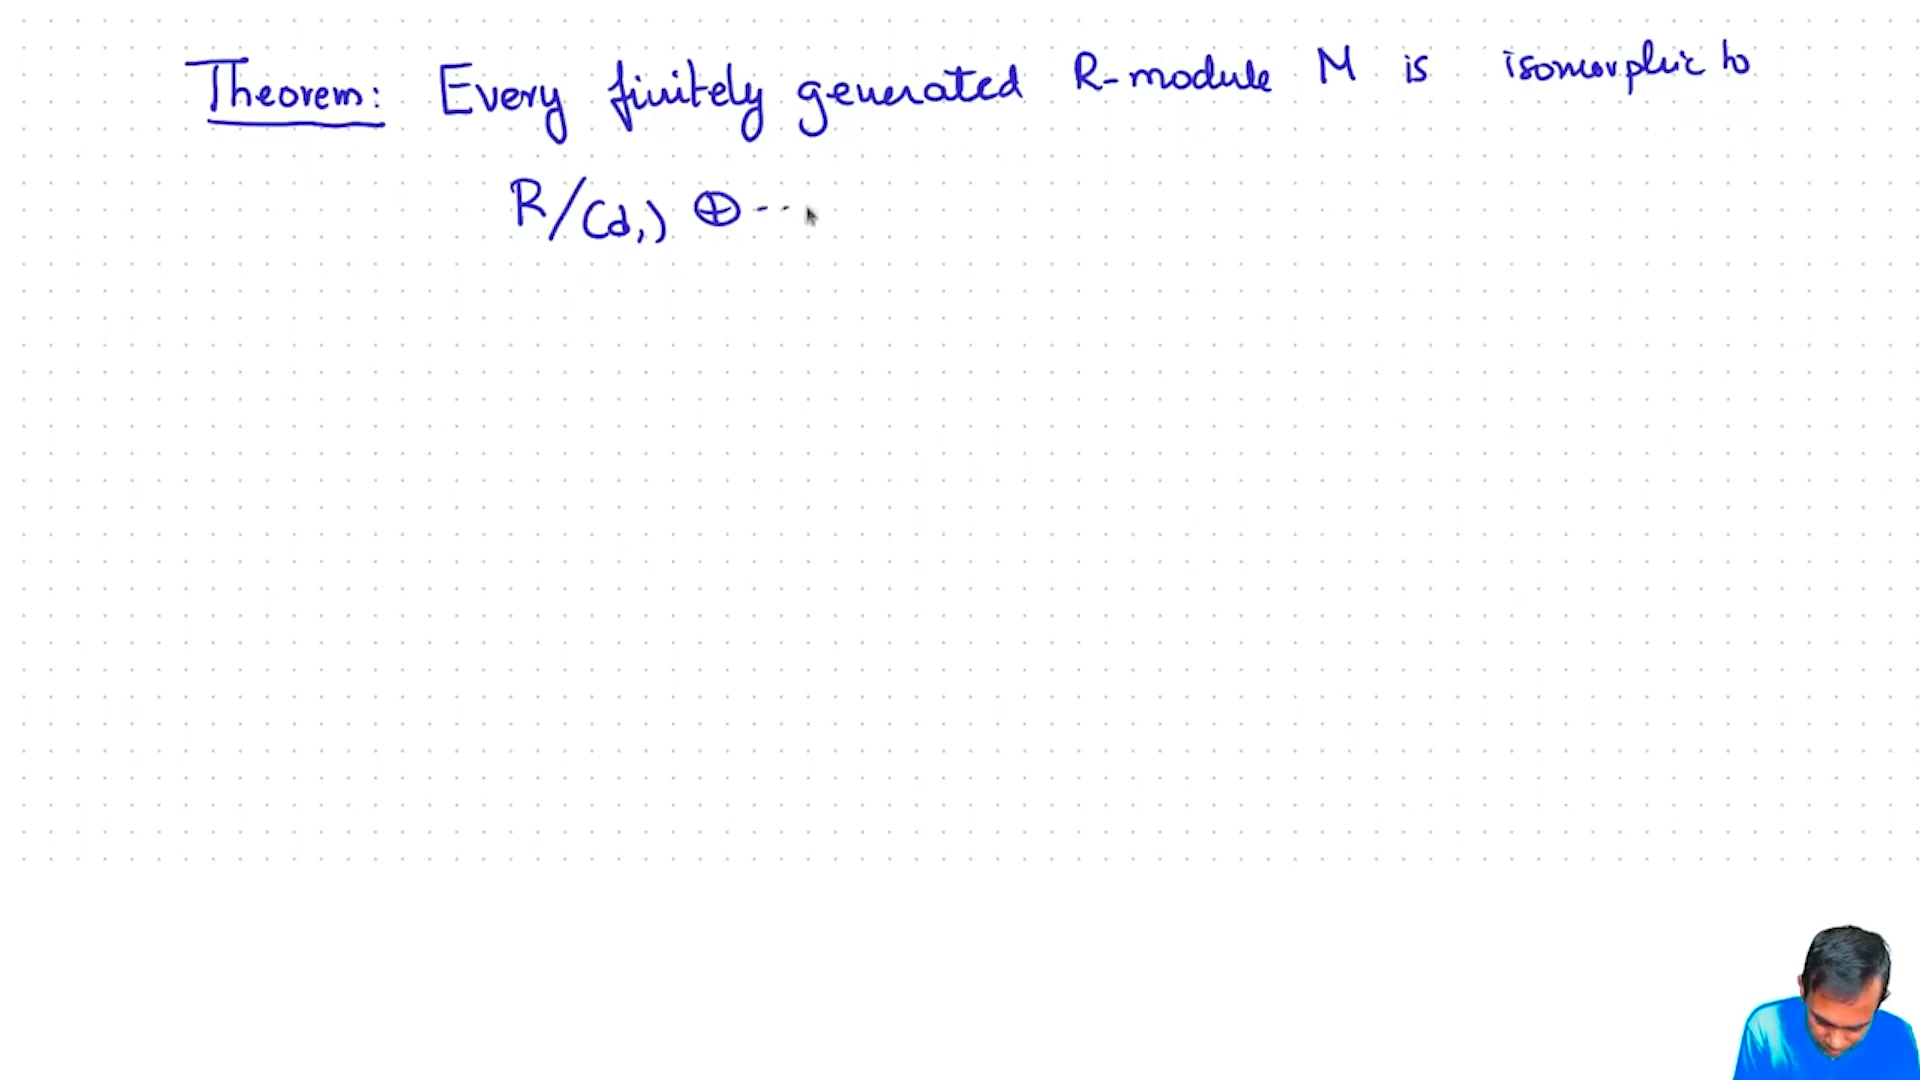 Theorem: Every finitely generated R-module M is isomorphic to
R/(d₁) ⊕ ---